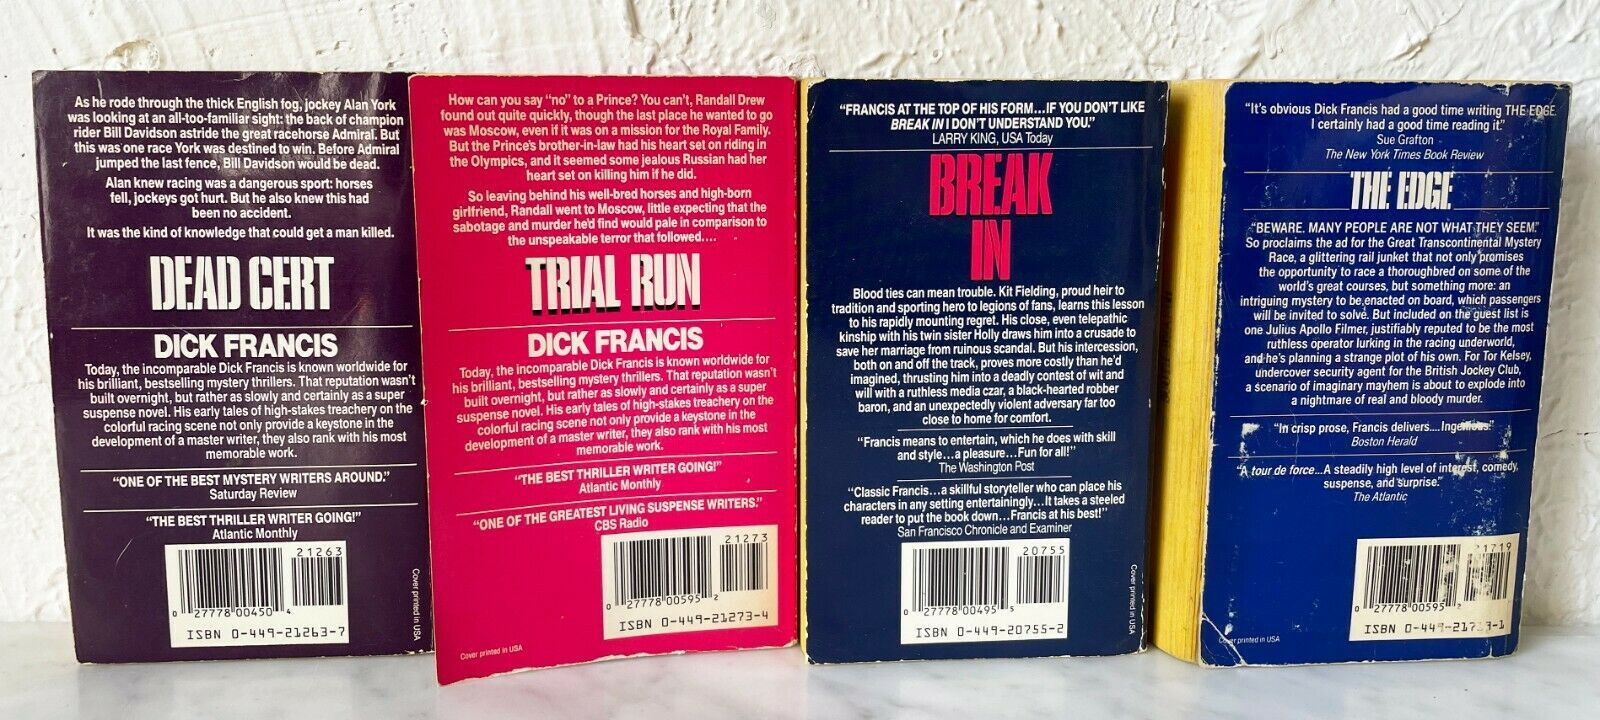 As he rode through the thick English fog, jockey Alan York
was looking at an all-too-familiar sight: the back of champion
rider Bill Davidson astride the great racehorse Admiral. But
this was one race York was destined to win. Before Admiral
jumped the last fence, Bill Davidson would be dead.
Alan knew racing was a dangerous sport: horses
fell, jockeys got hurt. But he also knew this had
been no accident.
It was the kind of knowledge that could get a man killed.
DEAD CERT
DICK FRANCIS
Today, the incomparable Dick Francis is known worldwide for
his brilliant, bestselling mystery thrillers. That reputation wasn't
built overnight, but rather as slowly and certainly as a super
suspense novel. His early tales of high-stakes treachery on the
colorful racing scene not only provide a keystone in the
development of a master writer, they also rank with his most
memorable work.
"ONE OF THE BEST MYSTERY WRITERS AROUND."
Saturday Review
"THE BEST THRILLER WRITER GOING!"
Atlantic Monthly
21263
0 27778 00450 4
ISBN 0-449-21263-7
Cover printed in USA
How can you say "no" to a Prince? You can't, Randall Drew
found out quite quickly, though the last place he wanted to go
was Moscow, even if it was on a mission for the Royal Family.
But the Prince's brother-in-law had his heart set on riding in
the Olympics, and it seemed some jealous Russian had her
heart set on killing him if he did.
So leaving behind his well-bred horses and high-born
girlfriend, Randall went to Moscow, little expecting that the
sabotage and murder he'd find would pale in comparison to
the unspeakable terror that followed....
TRIAL RUN
DICK FRANCIS
Today, the incomparable Dick Francis is known worldwide for
his brilliant, bestselling mystery thrillers. That reputation wasn't
built overnight, but rather as slowly and certainly as a super
suspense novel. His early tales of high-stakes treachery on the
colorful racing scene not only provide a keystone in the
development of a master writer, they also rank with his most
memorable work.
"THE BEST THRILLER WRITER GOING!"
Atlantic Monthly
"ONE OF THE GREATEST LIVING SUSPENSE WRITERS."
CBS Radio
21273
0 27778 00595 2
ISBN 0-449-21273-4
Cover printed in USA
"FRANCIS AT THE TOP OF HIS FORM...IF YOU DON'T LIKE
BREAK IN I DON'T UNDERSTAND YOU."
LARRY KING, USA Today
BREAK
IN
Blood ties can mean trouble. Kit Fielding, proud heir to
tradition and sporting hero to legions of fans, learns this lesson
to his rapidly mounting regret. His close, even telepathic
kinship with his twin sister Holly draws him into a crusade to
save her marriage from ruinous scandal. But his intercession,
both on and off the track, proves more costly than he'd
imagined, thrusting him into a deadly contest of wit and
will with a ruthless media czar, a black-hearted robber
baron, and an unexpectedly violent adversary far too
close to home for comfort.
"Francis means to entertain, which he does with skill
and style...a pleasure...Fun for all!"
The Washington Post
"Classic Francis...a skillful storyteller who can place his
characters in any setting entertainingly...It takes a steeled
reader to put the book down...Francis at his best!"
San Francisco Chronicle and Examiner
20755
0 27778 00495 5
ISBN 0-449-20755-2
Cover printed in USA
"It's obvious Dick Francis had a good time writing THE EDGE.
I certainly had a good time reading it."
Sue Grafton
The New York Times Book Review
THE EDGE
"BEWARE. MANY PEOPLE ARE NOT WHAT THEY SEEM."
So proclaims the ad for the Great Transcontinental Mystery
Race, a glittering rail junket that not only promises
the opportunity to race a thoroughbred on some of the
world's great courses, but something more: an
intriguing mystery to be enacted on board, which passengers
will be invited to solve. But included on the guest list is
one Julius Apollo Filmer, justifiably reputed to be the most
ruthless operator lurking in the racing underworld,
and he's planning a strange plot of his own. For Tor Kelsey,
undercover security agent for the British Jockey Club,
a scenario of imaginary mayhem is about to explode into
a nightmare of real and bloody murder.
"In crisp prose, Francis delivers....Ingenious."
Boston Herald
"A tour de force...A steadily high level of interest, comedy,
suspense, and surprise."
The Atlantic
0 27778 00595
ISBN
Cover printed in USA